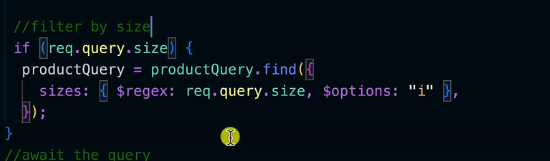 //filter by size
if (req.query.size) {
productQuery = productQuery.find({
sizes: { $regex: req.query.size, $options: "i" },
});
}
//await the query